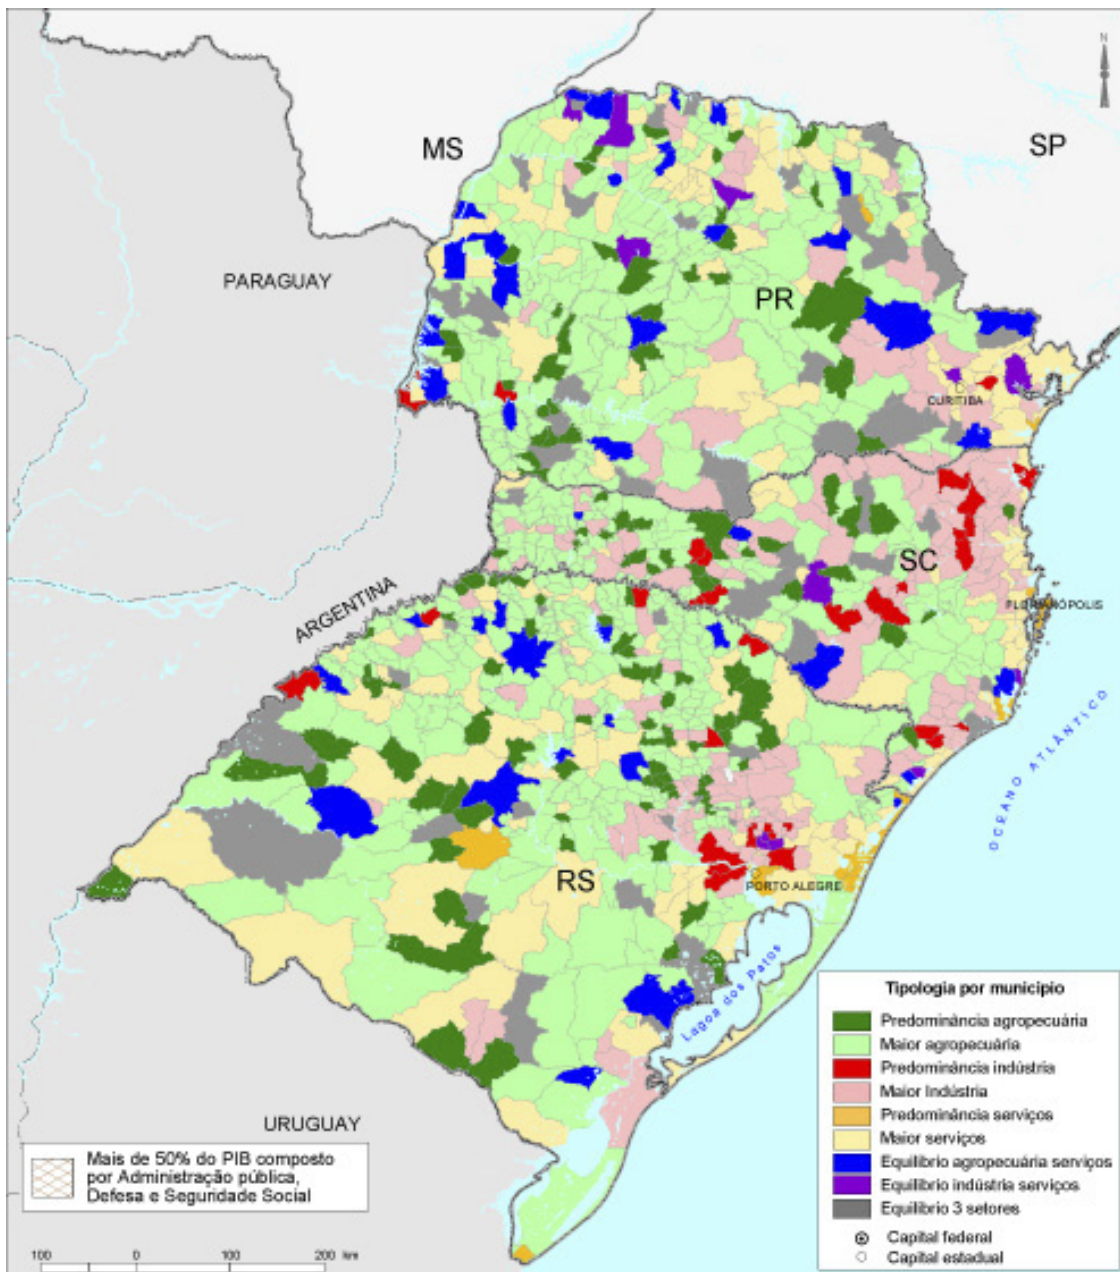 N
MS
SP
PARAGUAY
PR
CURITIBA
SC
ARGENTINA
FLORIANÓPOLIS
OCEANO ATLÂNTICO
RS
PORTO ALEGRE
Lagoa dos Patos
URUGUAY
Mais de 50% do PIB composto
por Administração pública,
Defesa e Seguridade Social
100 0 100 200 km
Tipologia por município
Predominância agropecuária
Maior agropecuária
Predominância indústria
Maior Indústria
Predominância serviços
Maior serviços
Equilíbrio agropecuária serviços
Equilíbrio indústria serviços
Equilíbrio 3 setores
Capital federal
Capital estadual